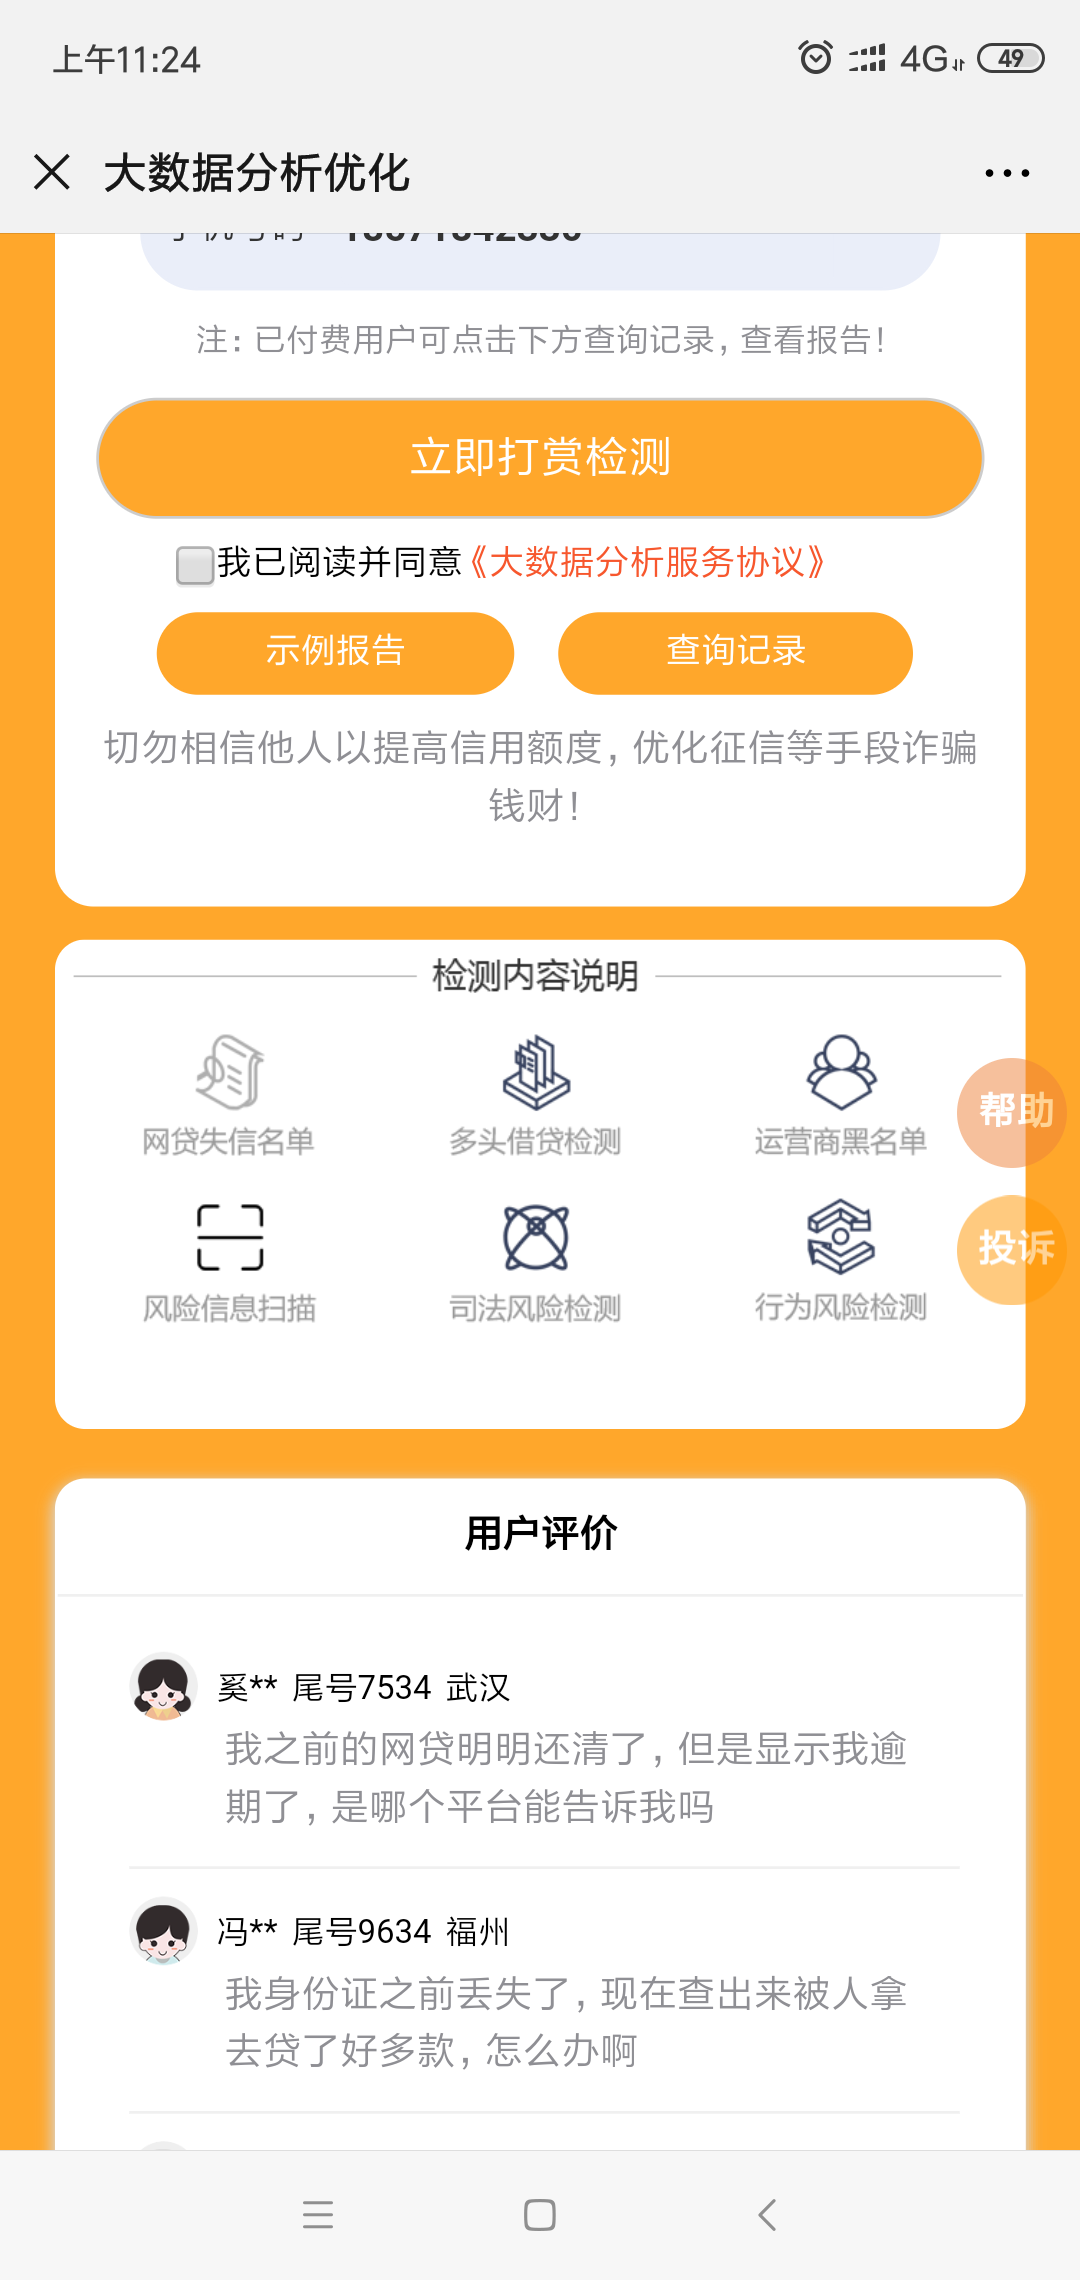 上午11:24
4G
49
大数据分析优化
注：已付费用户可点击下方查询记录，查看报告！
立即打赏检测
我已阅读并同意《大数据分析服务协议》
示例报告
查询记录
切勿相信他人以提高信用额度，优化征信等手段诈骗
钱财！
检测内容说明
网贷失信名单
多头借贷检测
运营商黑名单
帮助
风险信息扫描
司法风险检测
行为风险检测
投诉
用户评价
奚** 尾号7534 武汉
我之前的网贷明明还清了，但是显示我逾
期了，是哪个平台能告诉我吗
冯** 尾号9634 福州
我身份证之前丢失了，现在查出来被人拿
去贷了好多款，怎么办啊